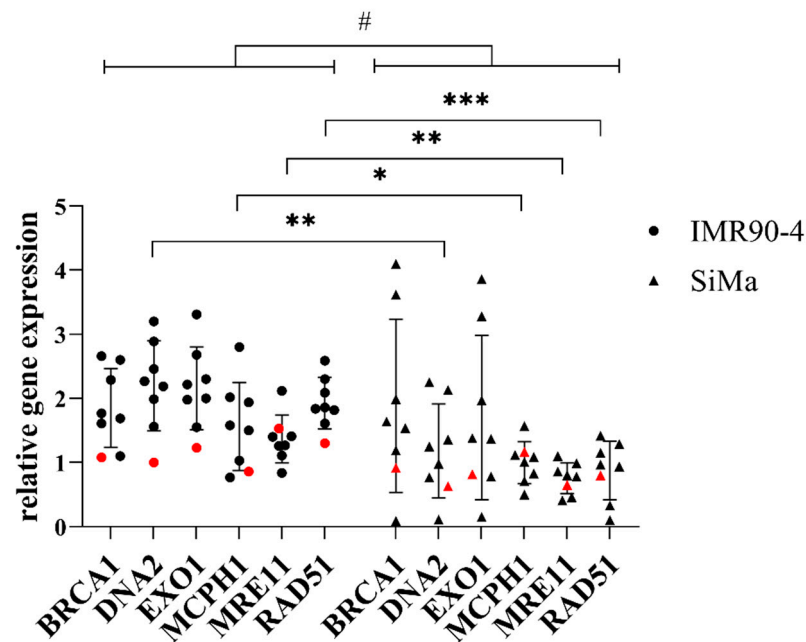 #
***
**
*
**
relative gene expression
5
4
3
2
1
0
IMR90-4
SiMa
BRCA1
DNA2
EXO1
MCPH1
MRE11
RAD51
BRCA1
DNA2
EXO1
MCPH1
MRE11
RAD51